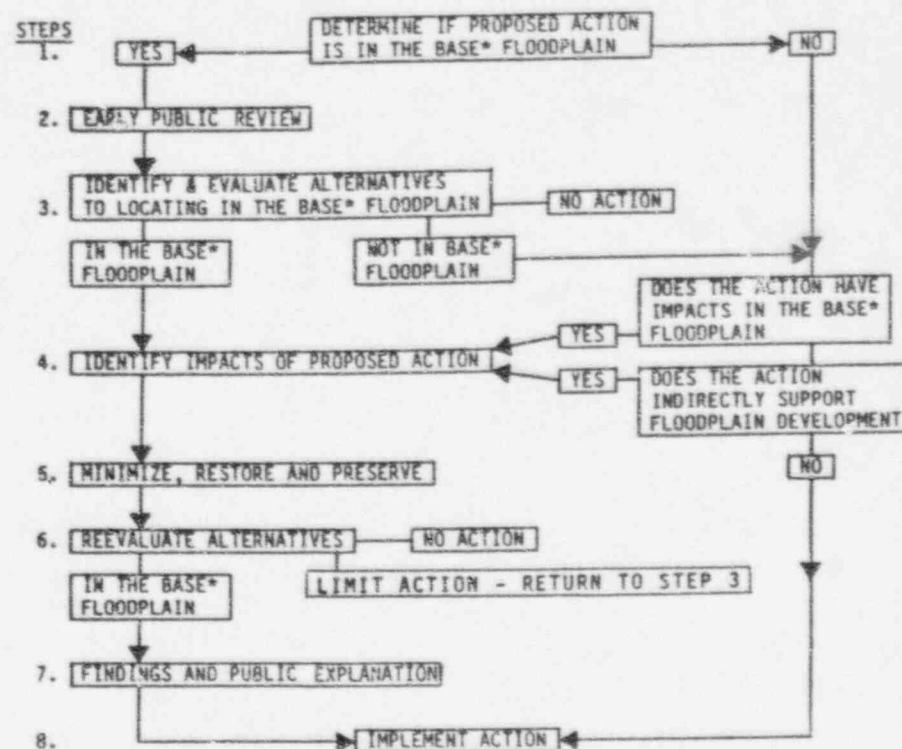 STEPS
1.
DETERMINE IF PROPOSED ACTION
IS IN THE BASE* FLOODPLAIN
YES
NO
2. EARLY PUBLIC REVIEW
3. IDENTIFY & EVALUATE ALTERNATIVES
TO LOCATING IN THE BASE* FLOODPLAIN
NO ACTION
IN THE BASE*
FLOODPLAIN
NOT IN BASE*
FLOODPLAIN
DOES THE ACTION HAVE
IMPACTS IN THE BASE*
FLOODPLAIN
YES
4. IDENTIFY IMPACTS OF PROPOSED ACTION
YES
DOES THE ACTION
INDIRECTLY SUPPORT
FLOODPLAIN DEVELOPMENT
NO
5. MINIMIZE, RESTORE AND PRESERVE
6. REEVALUATE ALTERNATIVES
NO ACTION
IN THE BASE*
FLOODPLAIN
LIMIT ACTION - RETURN TO STEP 3
7. FINDINGS AND PUBLIC EXPLANATION
8. IMPLEMENT ACTION